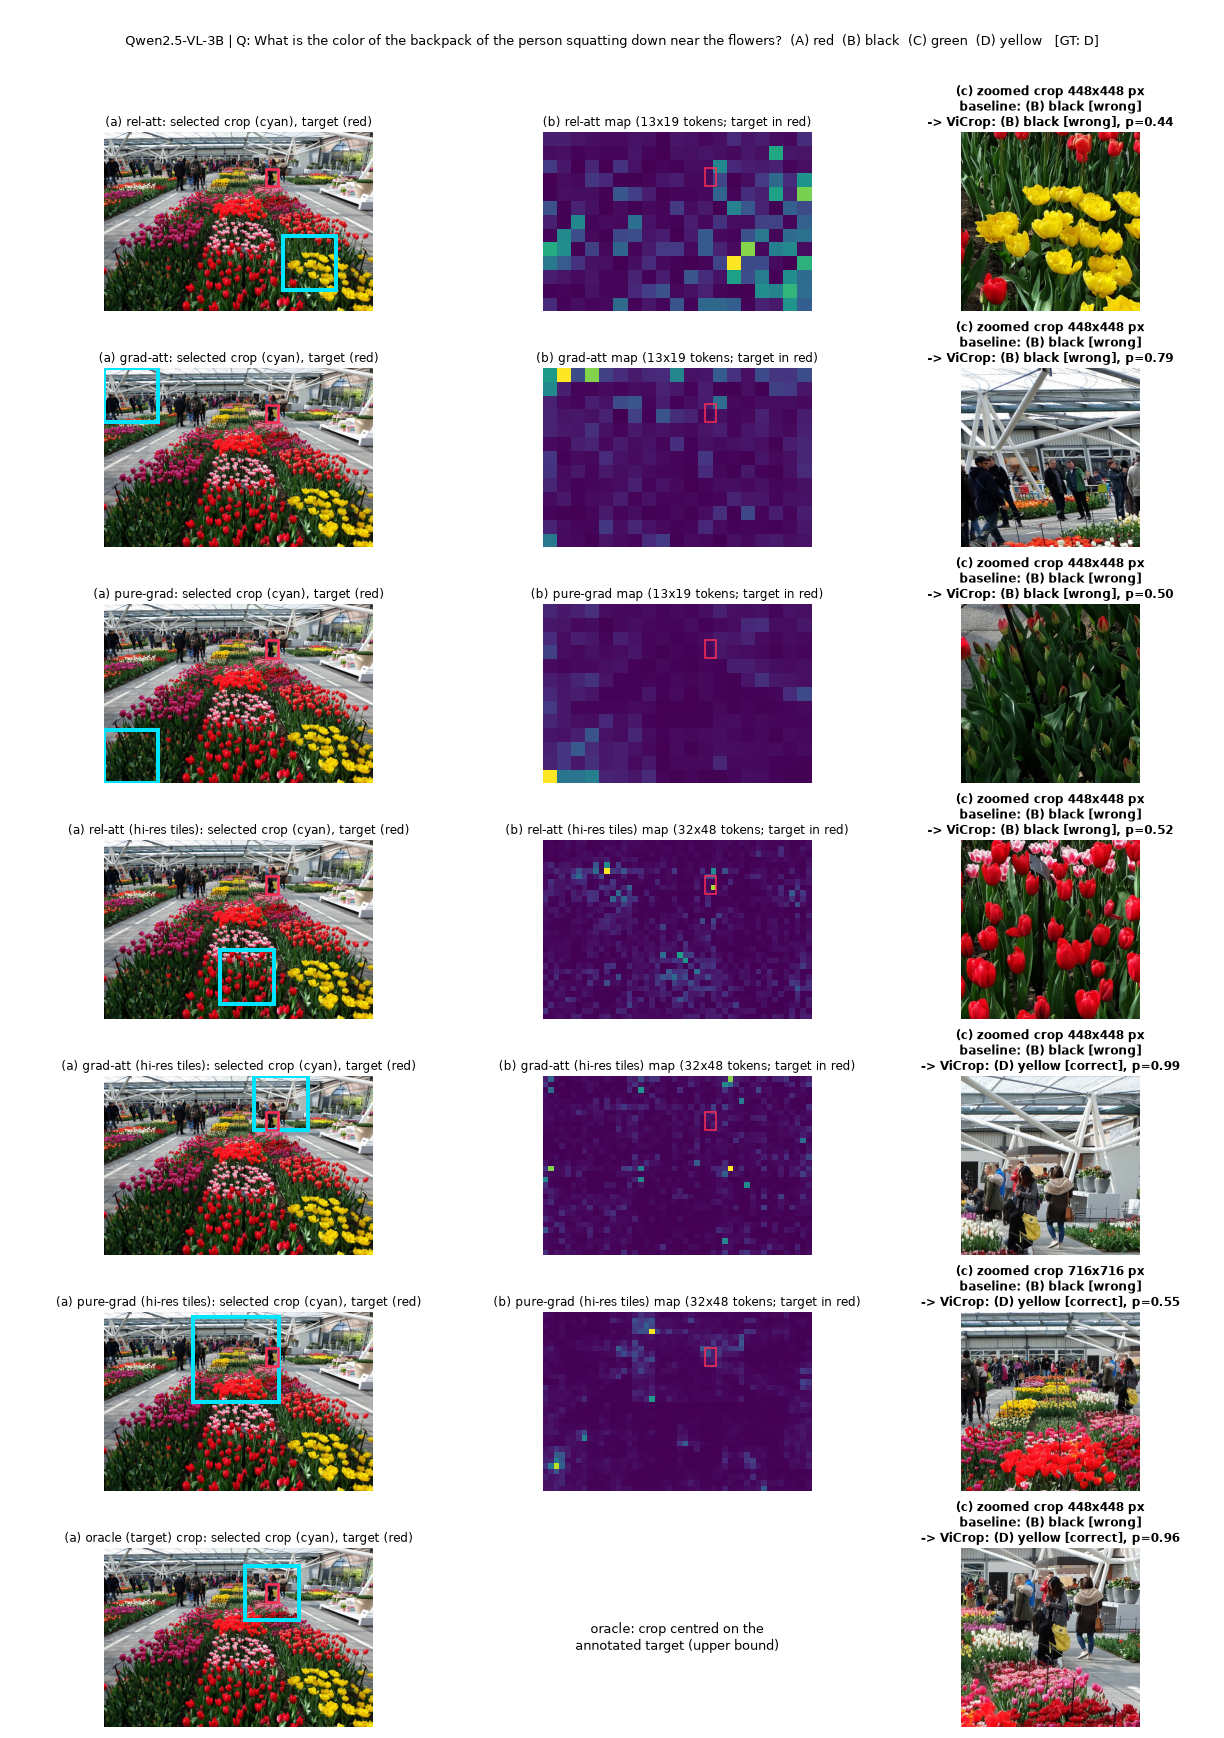 Qwen2.5-VL-3B | Q: What is the color of the backpack of the person squatting down near the flowers?  (A) red  (B) black  (C) green  (D) yellow   [GT: D]
(a) rel-att: selected crop (cyan), target (red)
(b) rel-att map (13x19 tokens; target in red)
(c) zoomed crop 448x448 px
baseline: (B) black [wrong]
-> ViCrop: (B) black [wrong], p=0.44
(a) grad-att: selected crop (cyan), target (red)
(b) grad-att map (13x19 tokens; target in red)
(c) zoomed crop 448x448 px
baseline: (B) black [wrong]
-> ViCrop: (B) black [wrong], p=0.79
(a) pure-grad: selected crop (cyan), target (red)
(b) pure-grad map (13x19 tokens; target in red)
(c) zoomed crop 448x448 px
baseline: (B) black [wrong]
-> ViCrop: (B) black [wrong], p=0.50
(a) rel-att (hi-res tiles): selected crop (cyan), target (red)
(b) rel-att (hi-res tiles) map (32x48 tokens; target in red)
(c) zoomed crop 448x448 px
baseline: (B) black [wrong]
-> ViCrop: (B) black [wrong], p=0.52
(a) grad-att (hi-res tiles): selected crop (cyan), target (red)
(b) grad-att (hi-res tiles) map (32x48 tokens; target in red)
(c) zoomed crop 448x448 px
baseline: (B) black [wrong]
-> ViCrop: (D) yellow [correct], p=0.99
(a) pure-grad (hi-res tiles): selected crop (cyan), target (red)
(b) pure-grad (hi-res tiles) map (32x48 tokens; target in red)
(c) zoomed crop 716x716 px
baseline: (B) black [wrong]
-> ViCrop: (D) yellow [correct], p=0.55
(a) oracle (target) crop: selected crop (cyan), target (red)
oracle: crop centred on the
annotated target (upper bound)
(c) zoomed crop 448x448 px
baseline: (B) black [wrong]
-> ViCrop: (D) yellow [correct], p=0.96